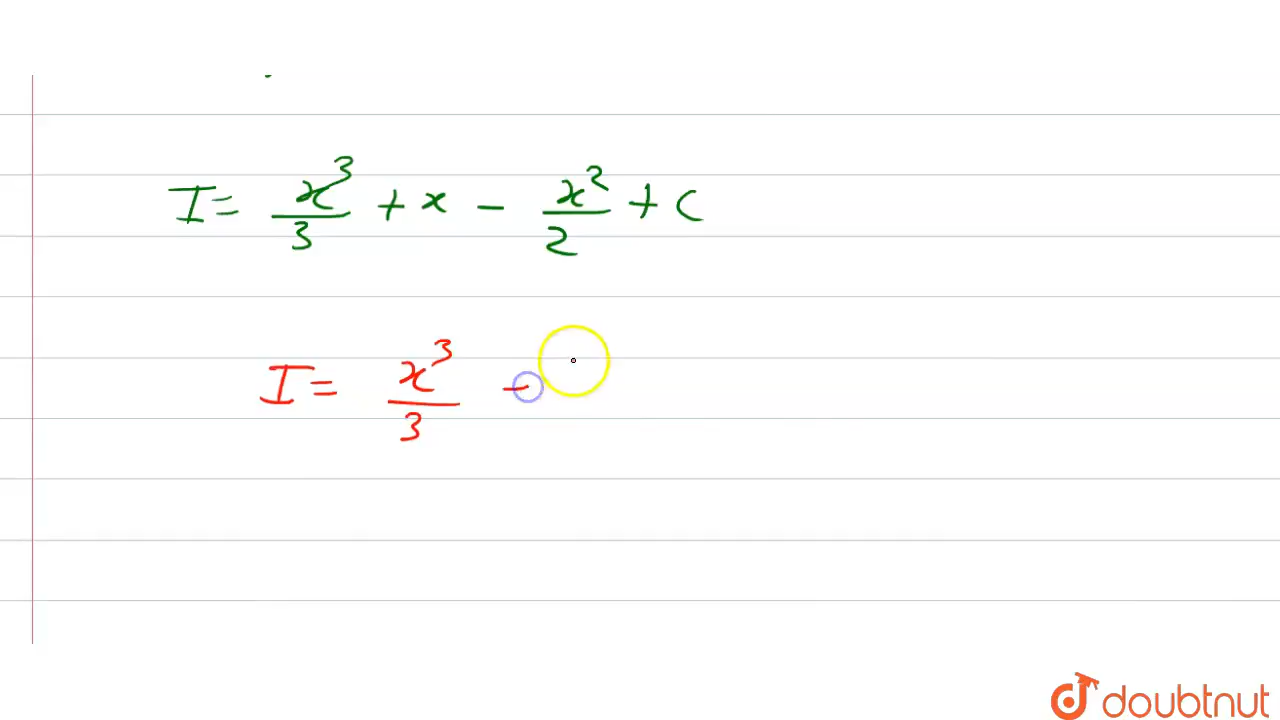 I = x³/3 + x - x²/2 + c
I = x³/3 -
doubtnut